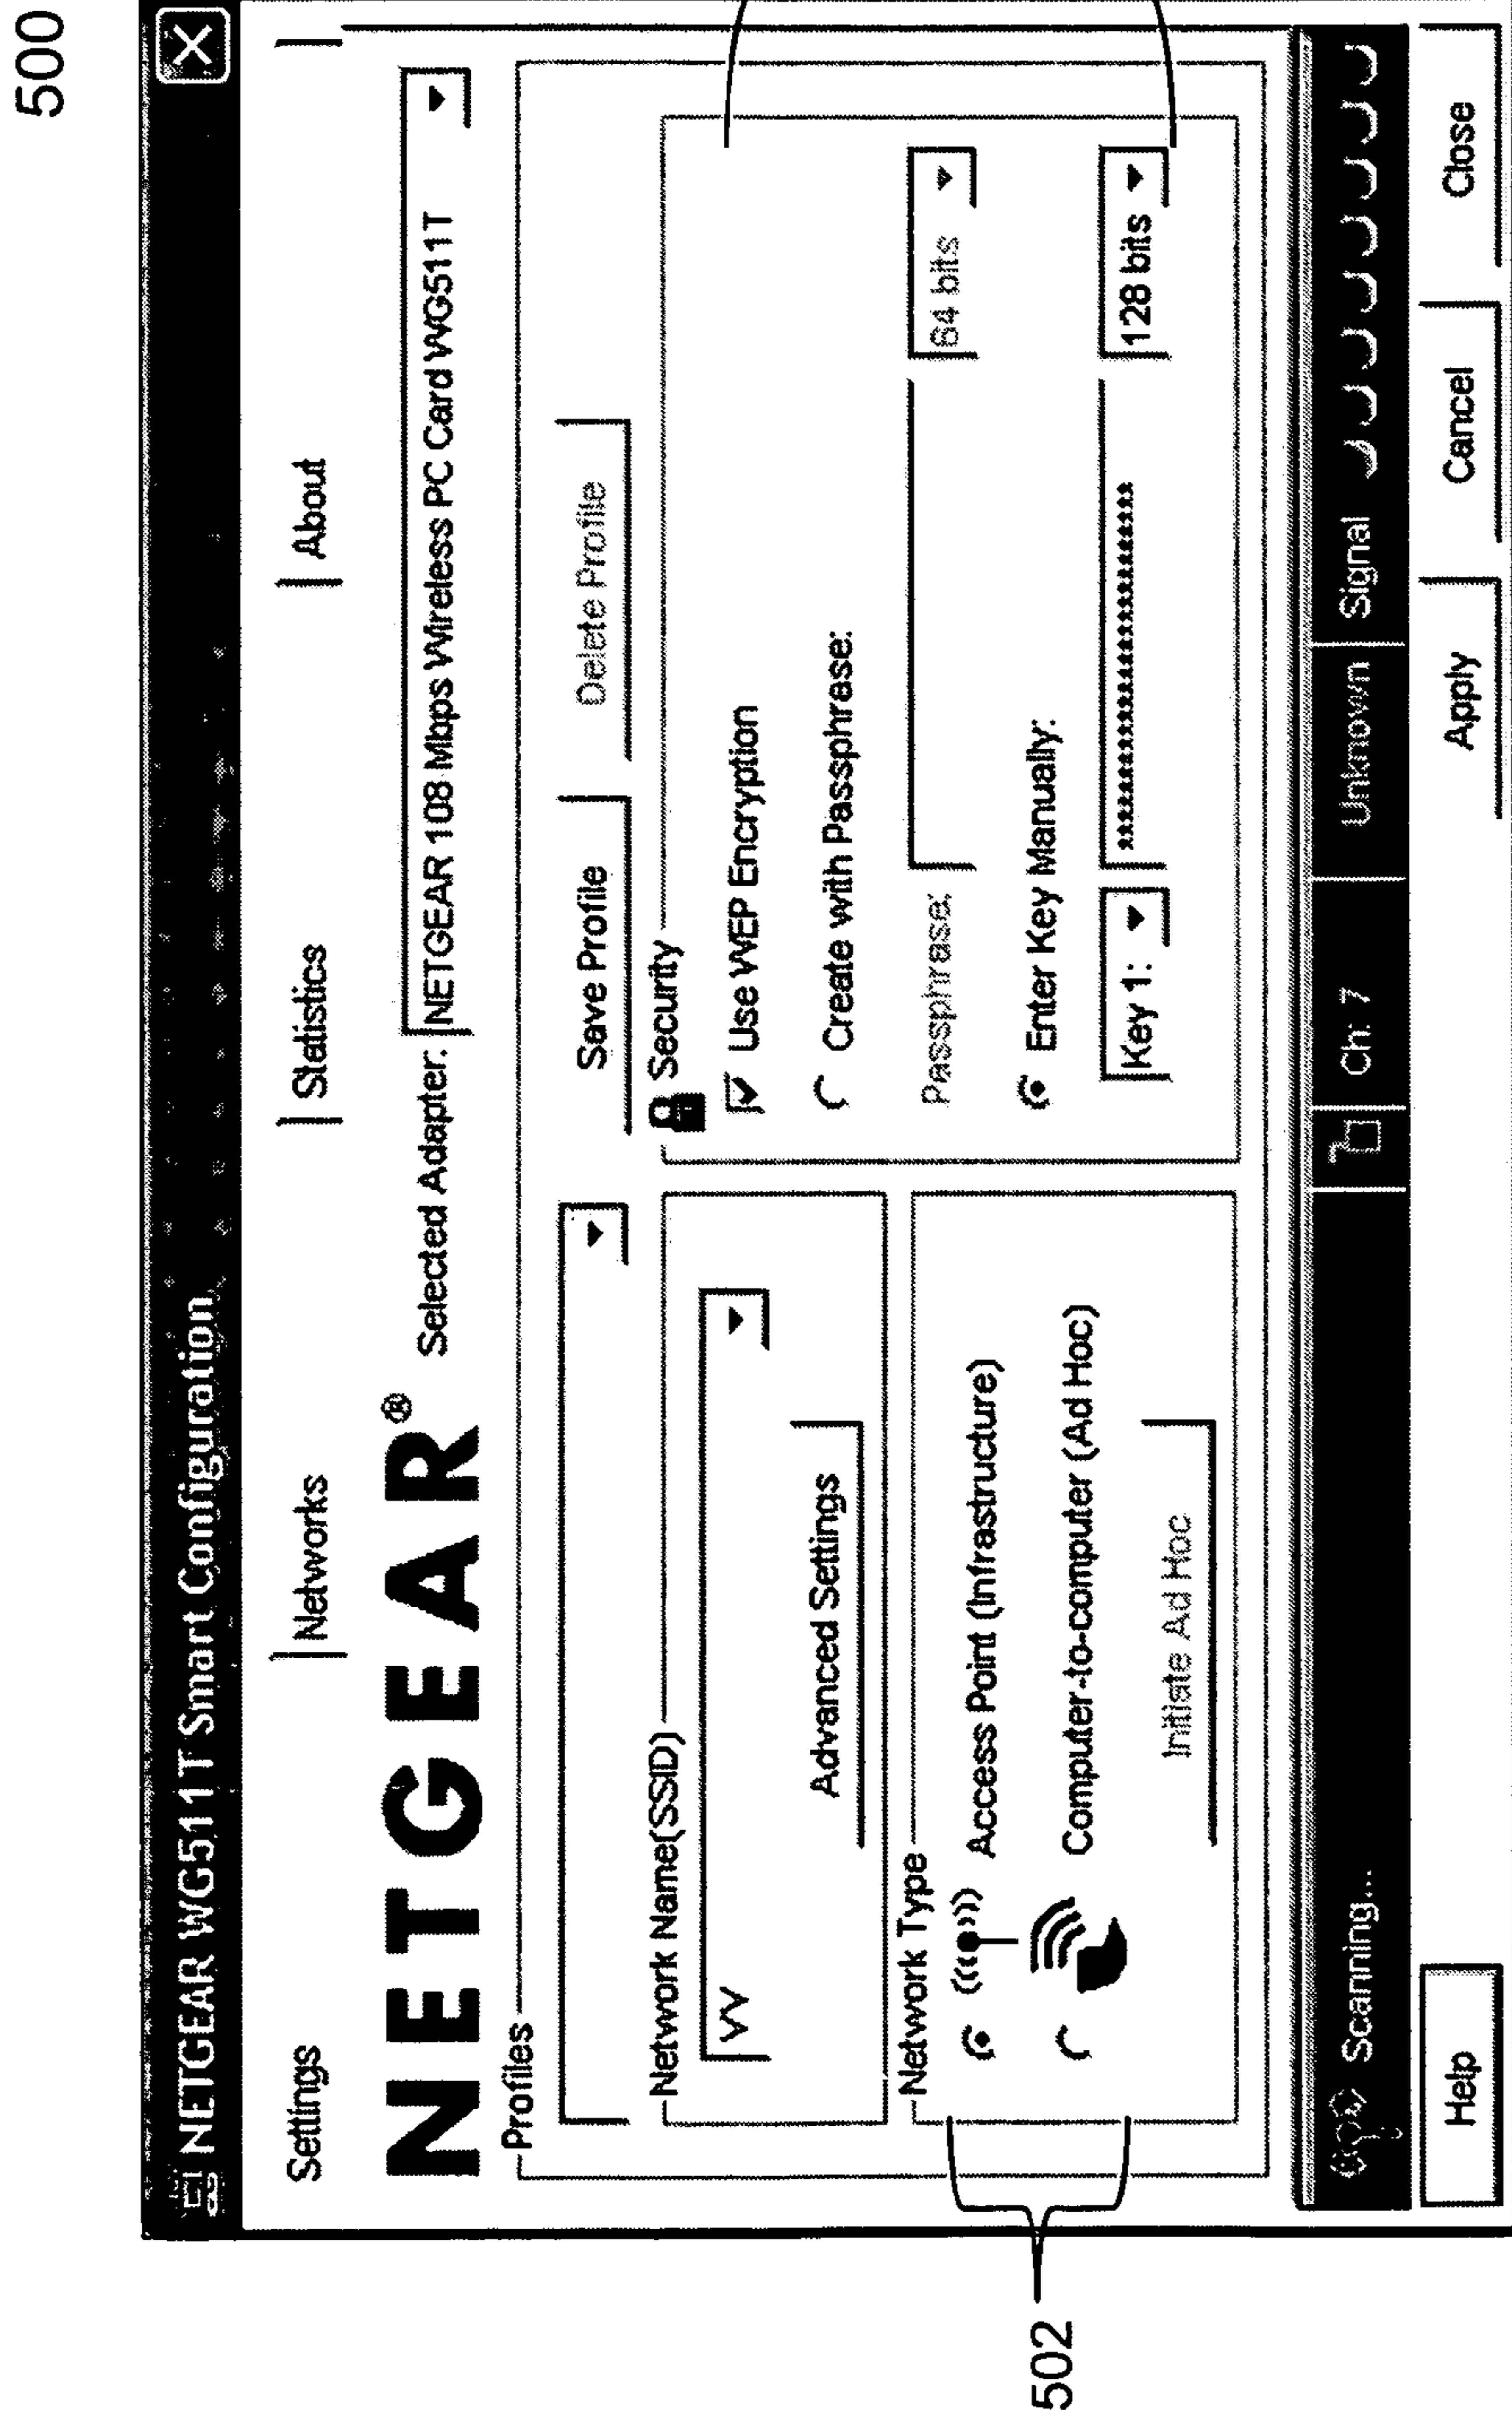 500
NETGEAR WG511T Smart Configuration
Settings Networks Statistics About
NETGEAR® Selected Adapter: NETGEAR 108 Mbps Wireless PC Card WG511T
Profiles
Save Profile Delete Profile
Network Name(SSID)
VV
Advanced Settings
Network Type
Access Point (Infrastructure)
Computer-to-computer (Ad Hoc)
Initiate Ad Hoc
Security
Use WEP Encryption
Create with Passphrase:
Passphrase: 64 bits
Enter Key Manually:
Key 1: ************************** 128 bits
Scanning... Ch: 7 Unknown Signal
Help Apply Cancel Close
502